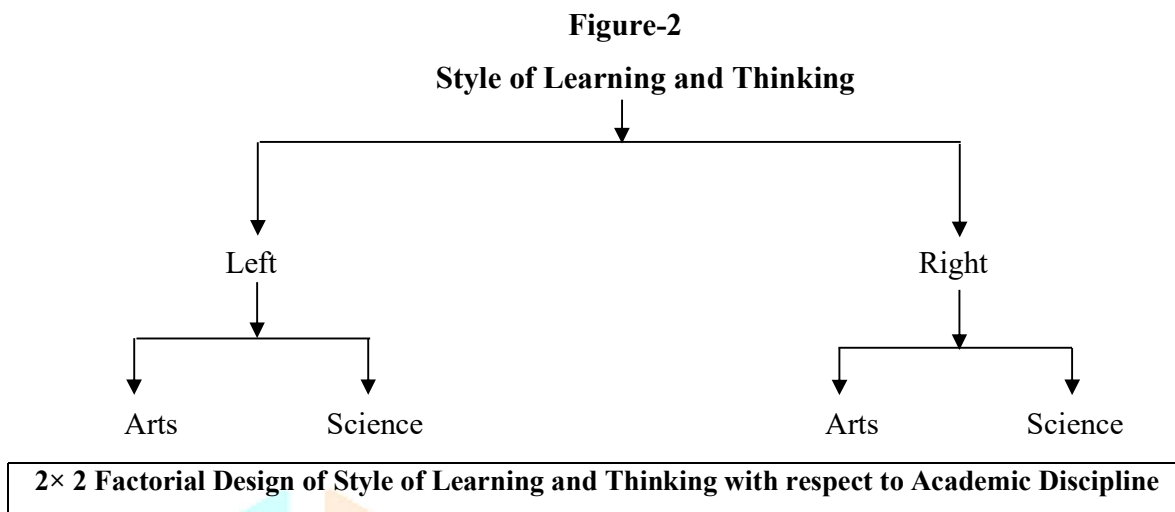 Figure-2
Style of Learning and Thinking
Left Right
Arts Science Arts Science
2× 2 Factorial Design of Style of Learning and Thinking with respect to Academic Discipline